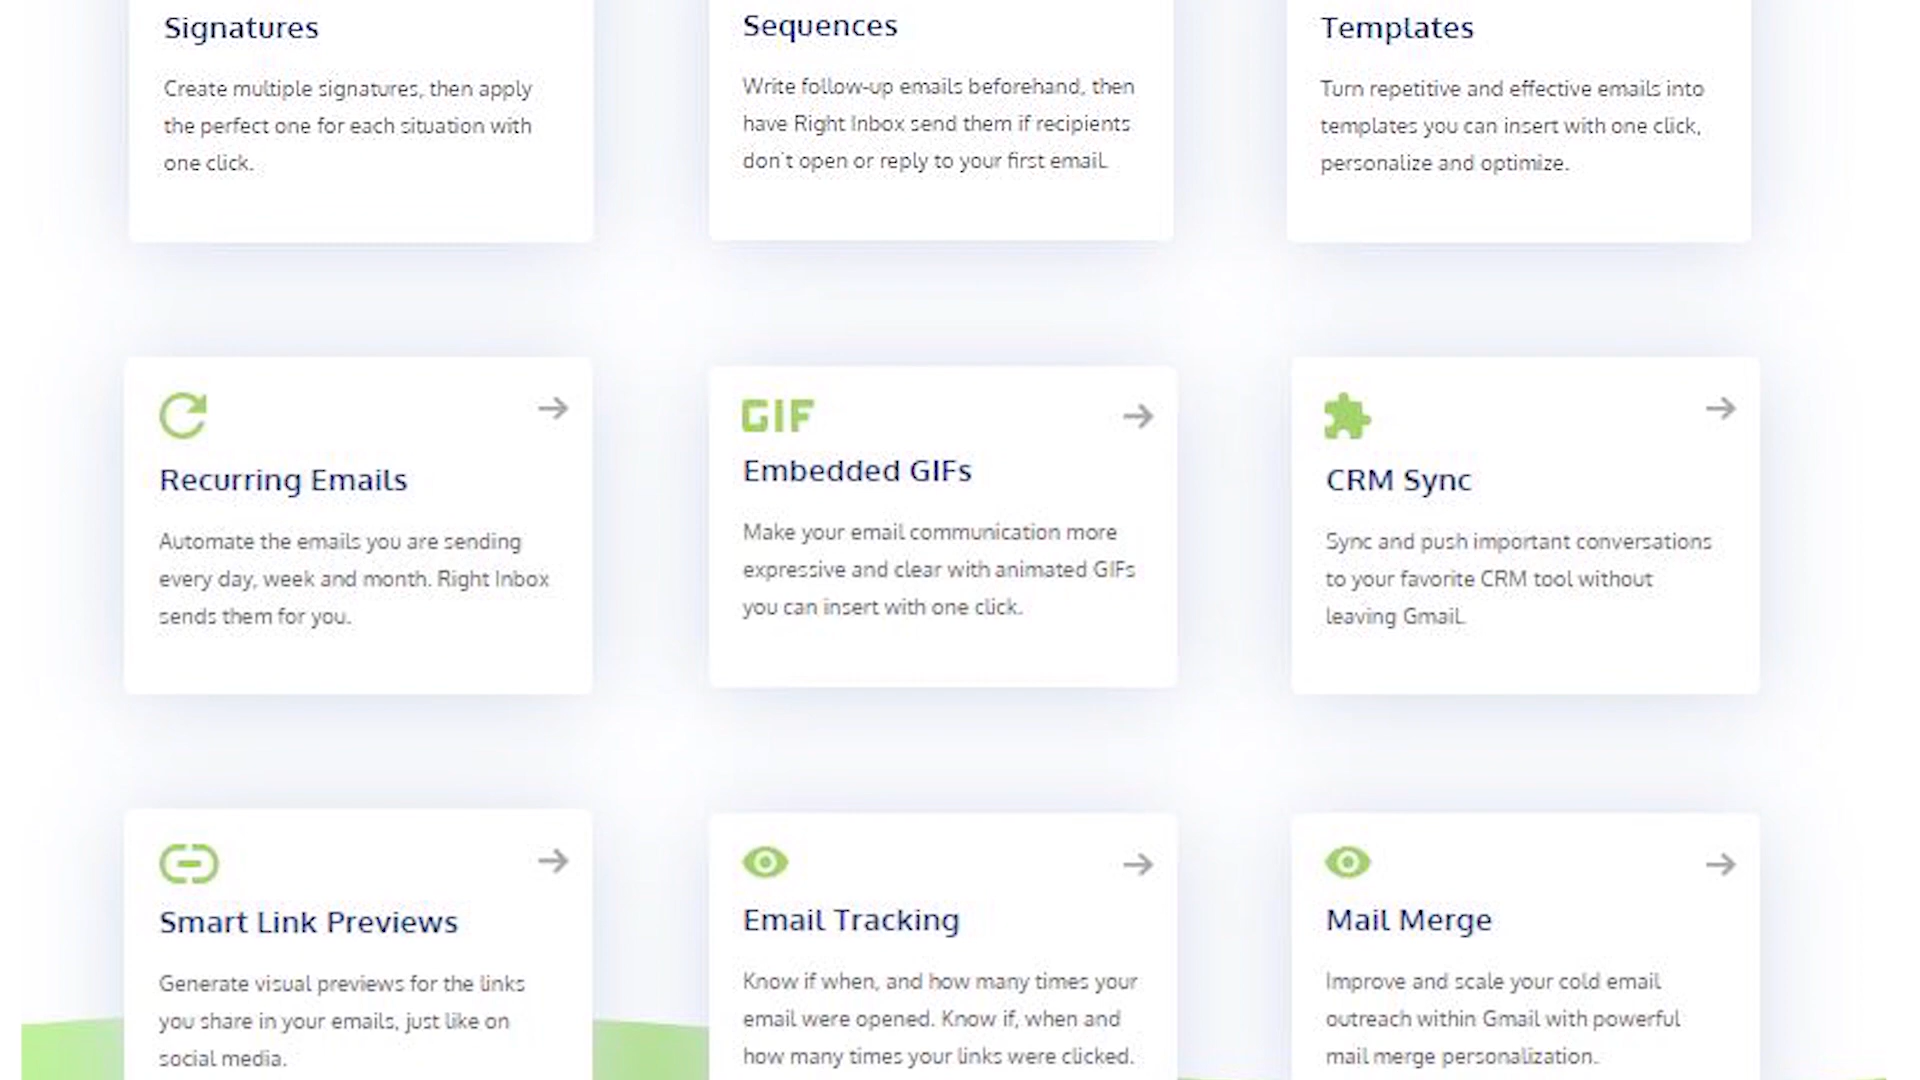 Signatures
Create multiple signatures, then apply
the perfect one for each situation with
one click.
Sequences
Write follow-up emails beforehand, then
have Right Inbox send them if recipients
don't open or reply to your first email.
Templates
Turn repetitive and effective emails into
templates you can insert with one click,
personalize and optimize.
Recurring Emails
Automate the emails you are sending
every day, week and month. Right Inbox
sends them for you.
GIF
Embedded GIFs
Make your email communication more
expressive and clear with animated GIFs
you can insert with one click.
CRM Sync
Sync and push important conversations
to your favorite CRM tool without
leaving Gmail.
Smart Link Previews
Generate visual previews for the links
you share in your emails, just like on
social media.
Email Tracking
Know if when, and how many times your
email were opened. Know if, when and
how many times your links were clicked.
Mail Merge
Improve and scale your cold email
outreach within Gmail with powerful
mail merge personalization.